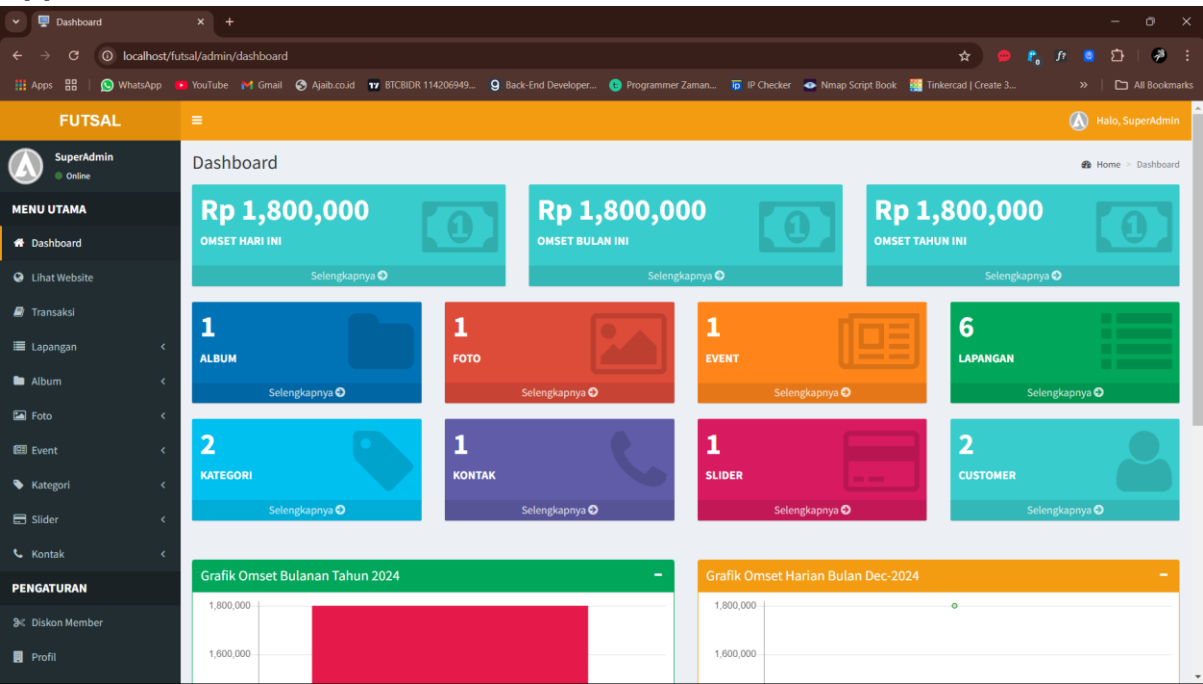 Dashboard
localhost/futsal/admin/dashboard
Apps WhatsApp YouTube Gmail Ajaib.co.id BTCBIDR 114206949... Back-End Developer... Programmer Zaman... IP Checker Nmap Script Book Tinkercad | Create 3... » All Bookmarks
FUTSAL
Halo, SuperAdmin
SuperAdmin
Online
MENU UTAMA
Dashboard
Lihat Website
Transaksi
Lapangan
Album
Foto
Event
Kategori
Slider
Kontak
PENGATURAN
Diskon Member
Profil
Dashboard
Home > Dashboard
Rp 1,800,000
OMSET HARI INI
Selengkapnya
Rp 1,800,000
OMSET BULAN INI
Selengkapnya
Rp 1,800,000
OMSET TAHUN INI
Selengkapnya
1
ALBUM
Selengkapnya
1
FOTO
Selengkapnya
1
EVENT
Selengkapnya
6
LAPANGAN
Selengkapnya
2
KATEGORI
Selengkapnya
1
KONTAK
Selengkapnya
1
SLIDER
Selengkapnya
2
CUSTOMER
Selengkapnya
Grafik Omset Bulanan Tahun 2024
1,800,000
1,600,000
Grafik Omset Harian Bulan Dec-2024
1,800,000
1,600,000